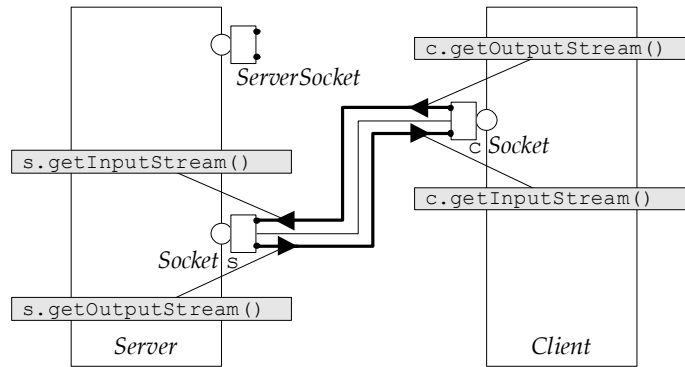 c.getOutputStream()
ServerSocket
c Socket
s.getInputStream()
c.getInputStream()
Socket s
s.getOutputStream()
Server
Client